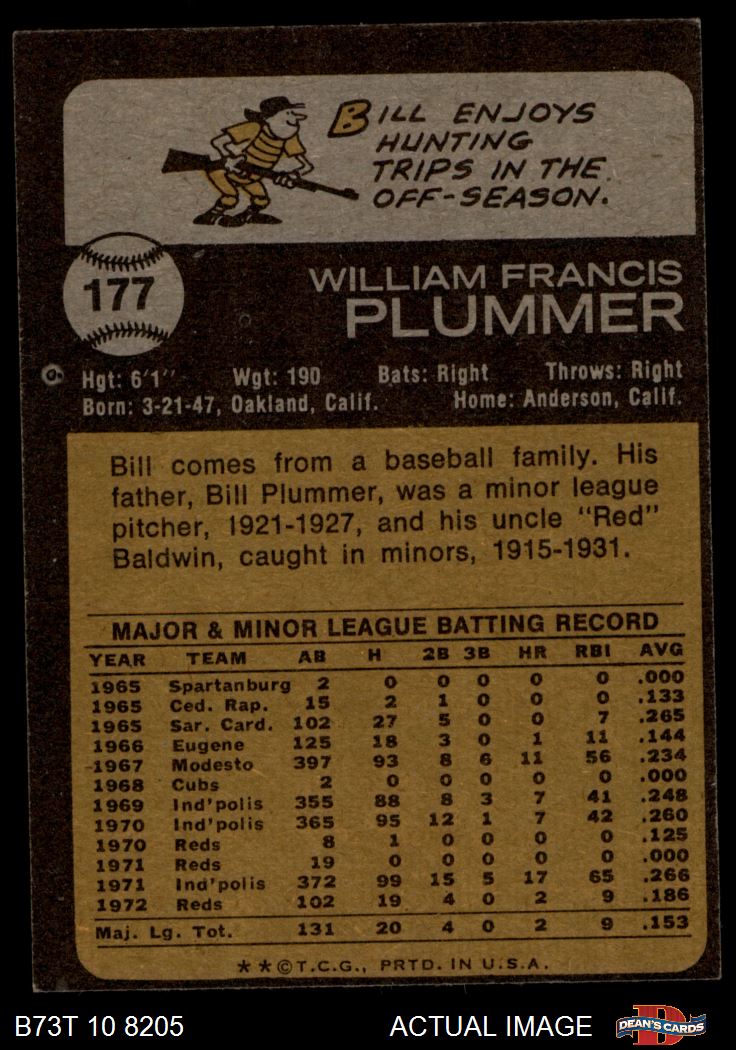 BILL ENJOYS
HUNTING
TRIPS IN THE
OFF-SEASON.
177
WILLIAM FRANCIS
PLUMMER
Hgt: 6'1" Wgt: 190 Bats: Right Throws: Right
Born: 3-21-47, Oakland, Calif. Home: Anderson, Calif.
Bill comes from a baseball family. His
father, Bill Plummer, was a minor league
pitcher, 1921-1927, and his uncle "Red"
Baldwin, caught in minors, 1915-1931.
MAJOR & MINOR LEAGUE BATTING RECORD
YEAR TEAM AB H 2B 3B HR RBI AVG
1965 Spartanburg 2 0 0 0 0 0 .000
1965 Ced. Rap. 15 2 1 0 0 0 .133
1965 Sar. Card. 102 27 5 0 0 7 .265
1966 Eugene 125 18 3 0 1 11 .144
1967 Modesto 397 93 8 6 11 56 .234
1968 Cubs 2 0 0 0 0 0 .000
1969 Ind'polis 355 88 8 3 7 41 .248
1970 Ind'polis 365 95 12 1 7 42 .260
1970 Reds 8 1 0 0 0 0 .125
1971 Reds 19 0 0 0 0 0 .000
1971 Ind'polis 372 99 15 5 17 65 .266
1972 Reds 102 19 4 0 2 9 .186
Maj. Lg. Tot. 131 20 4 0 2 9 .153
**©T.C.G., PRTD. IN U.S.A.
B73T 10 8205 ACTUAL IMAGE D DEAN'S CARDS